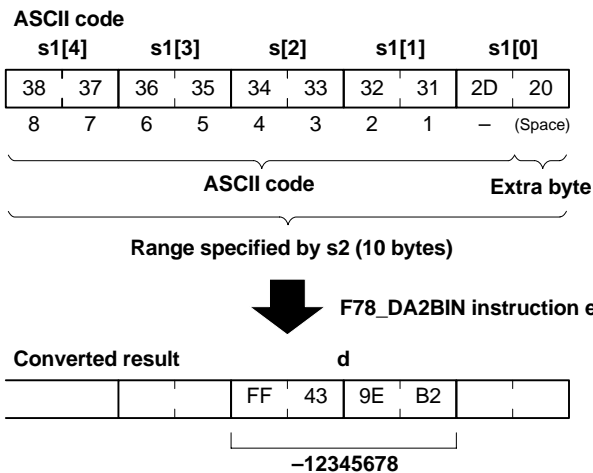 ASCII code
s1[4] s1[3] s[2] s1[1] s1[0]
38 37 36 35 34 33 32 31 2D 20
8 7 6 5 4 3 2 1 – (Space)
ASCII code Extra byte
Range specified by s2 (10 bytes)
F78_DA2BIN instruction e
Converted result d
FF 43 9E B2
–12345678